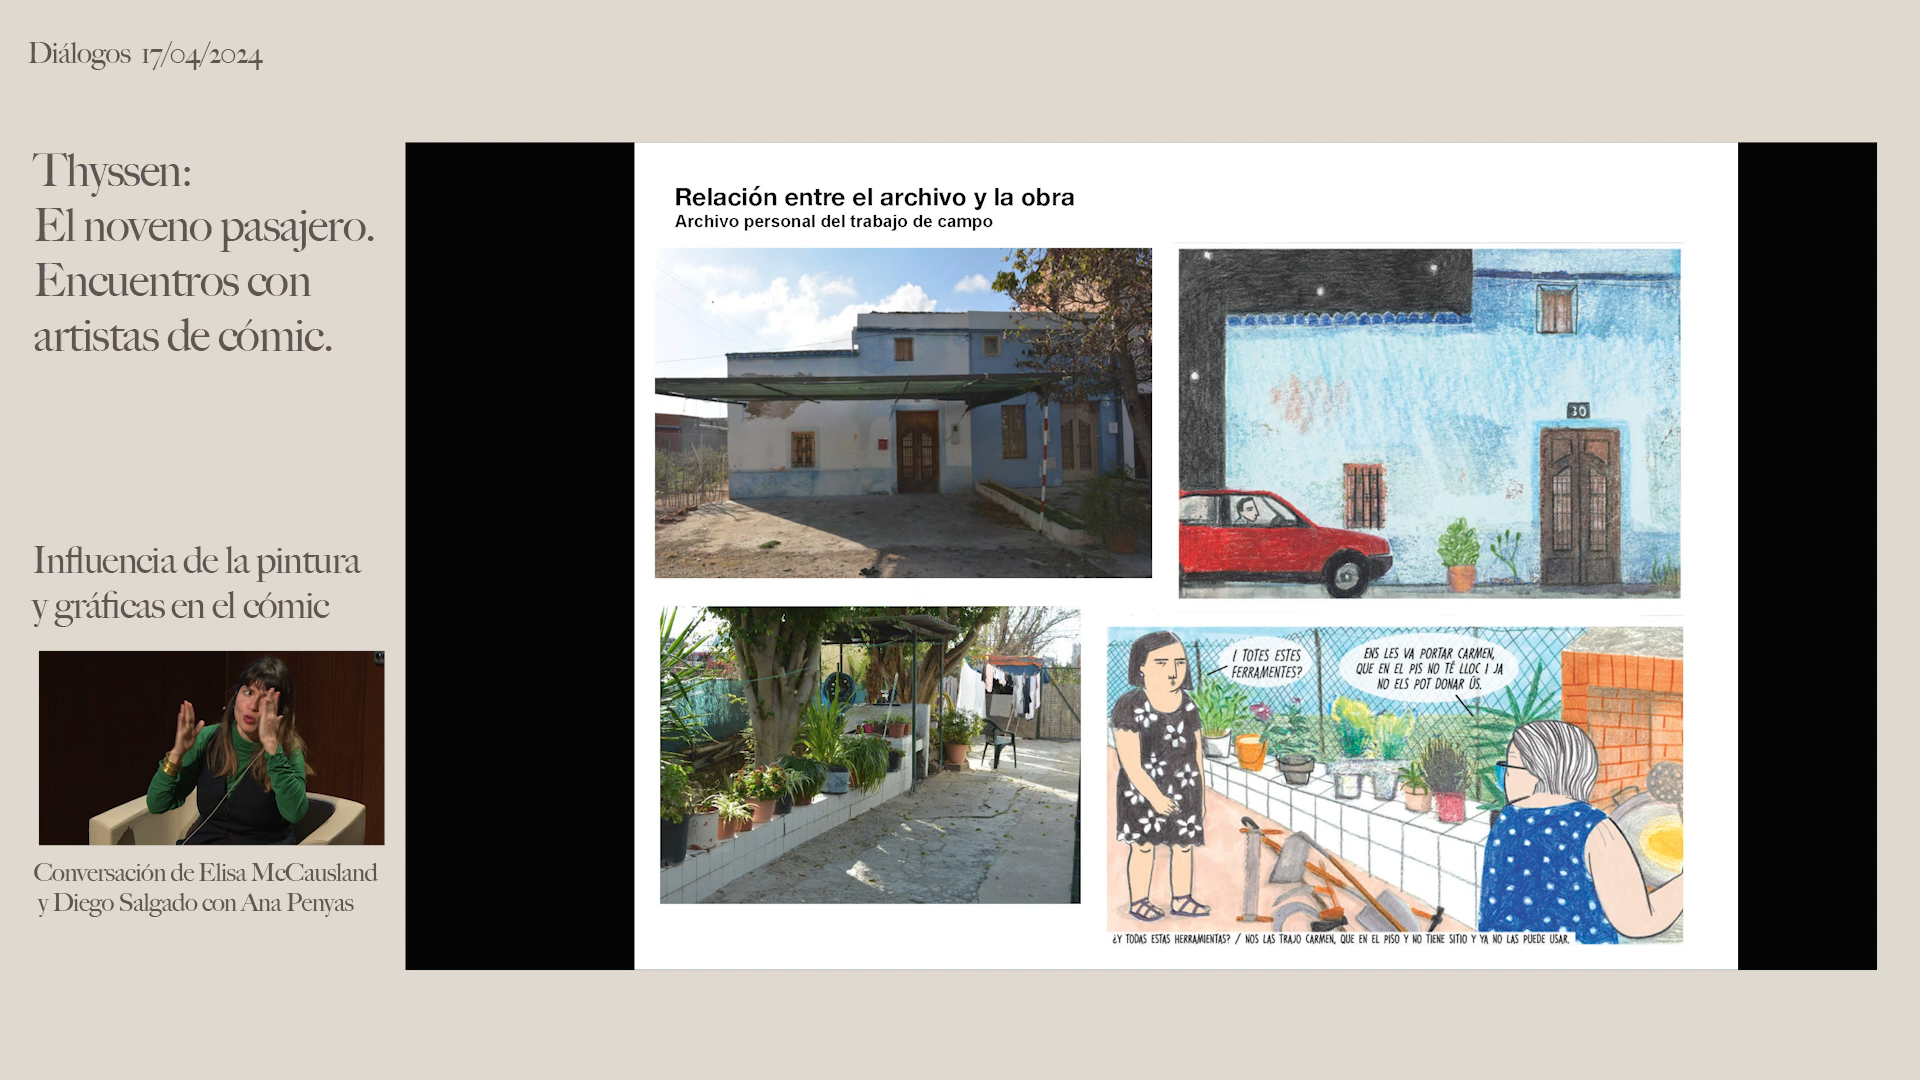 Diálogos 17/04/2024
Thyssen:
El noveno pasajero.
Encuentros con
artistas de cómic.
Influencia de la pintura
y gráficas en el cómic
Conversación de Elisa McCausland
y Diego Salgado con Ana Penyas
Relación entre el archivo y la obra
Archivo personal del trabajo de campo
30
I TOTES ESTES
FERRAMENTES?
ENS LES VA PORTAR CARMEN,
QUE EN EL PIS NO TÉ LLOC I JA
NO ELS POT DONAR ÚS.
¿Y TODAS ESTAS HERRAMIENTAS? / NOS LAS TRAJO CARMEN, QUE EN EL PISO Y NO TIENE SITIO Y YA NO LAS PUEDE USAR.